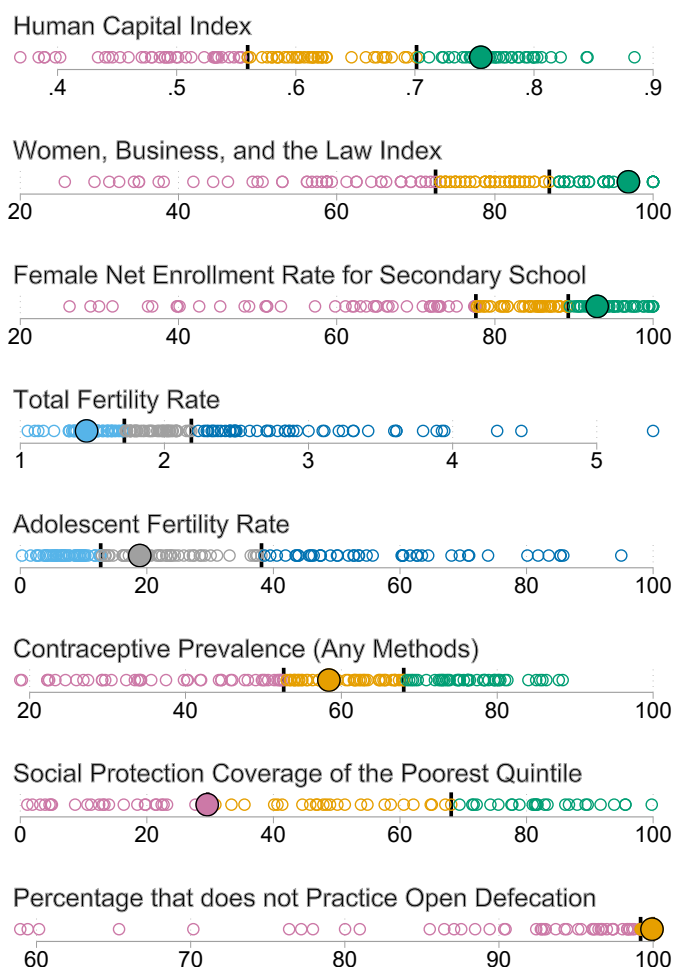 Human Capital Index
.4 .5 .6 .7 .8 .9
Women, Business, and the Law Index
20 40 60 80 100
Female Net Enrollment Rate for Secondary School
20 40 60 80 100
Total Fertility Rate
1 2 3 4 5
Adolescent Fertility Rate
0 20 40 60 80 100
Contraceptive Prevalence (Any Methods)
20 40 60 80 100
Social Protection Coverage of the Poorest Quintile
0 20 40 60 80 100
Percentage that does not Practice Open Defecation
60 70 80 90 100